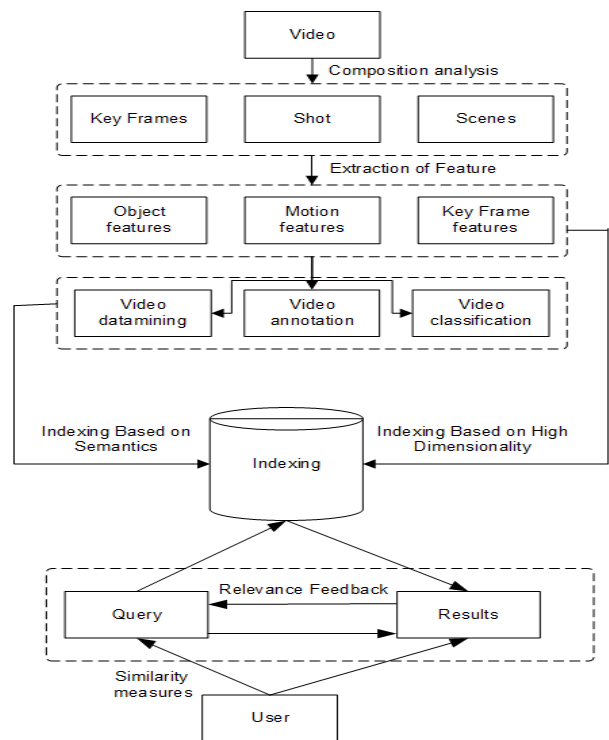 Video
Composition analysis
Key Frames
Shot
Scenes
Extraction of Feature
Object
features
Motion
features
Key Frame
features
Video
datamining
Video
annotation
Video
classification
Indexing Based on
Semantics
Indexing
Indexing Based on High
Dimensionality
Relevance Feedback
Query
Results
Similarity
measures
User